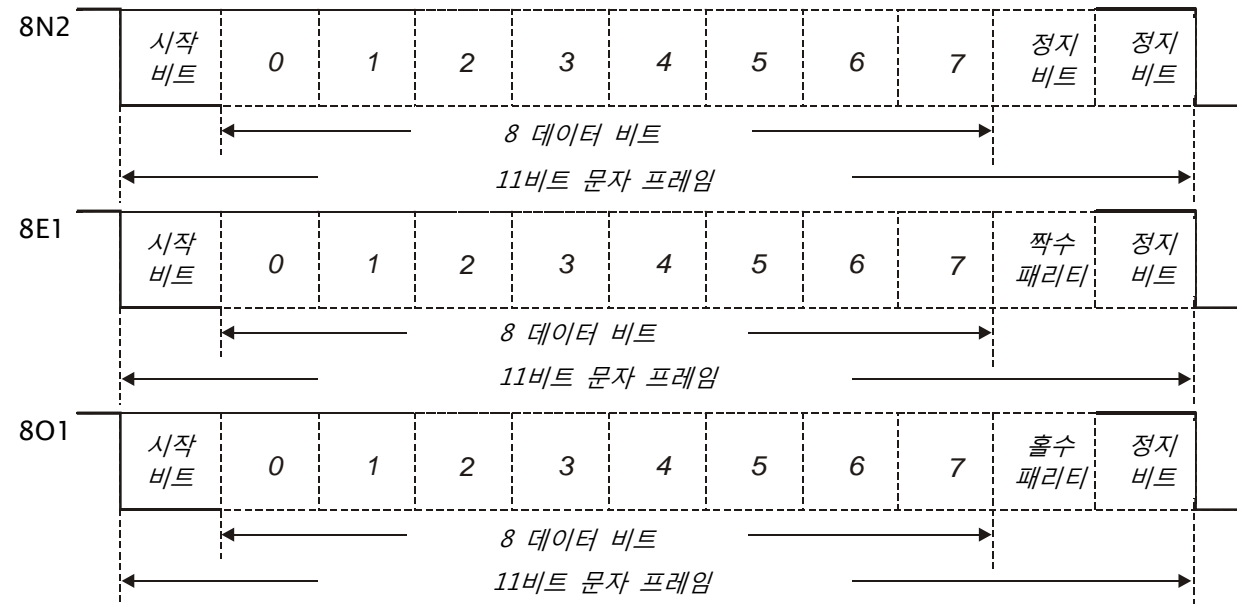 8N2
시작 비트 0 1 2 3 4 5 6 7 정지 비트 정지 비트
8 데이터 비트
11비트 문자 프레임
8E1
시작 비트 0 1 2 3 4 5 6 7 짝수 패리티 정지 비트
8 데이터 비트
11비트 문자 프레임
8O1
시작 비트 0 1 2 3 4 5 6 7 홀수 패리티 정지 비트
8 데이터 비트
11비트 문자 프레임